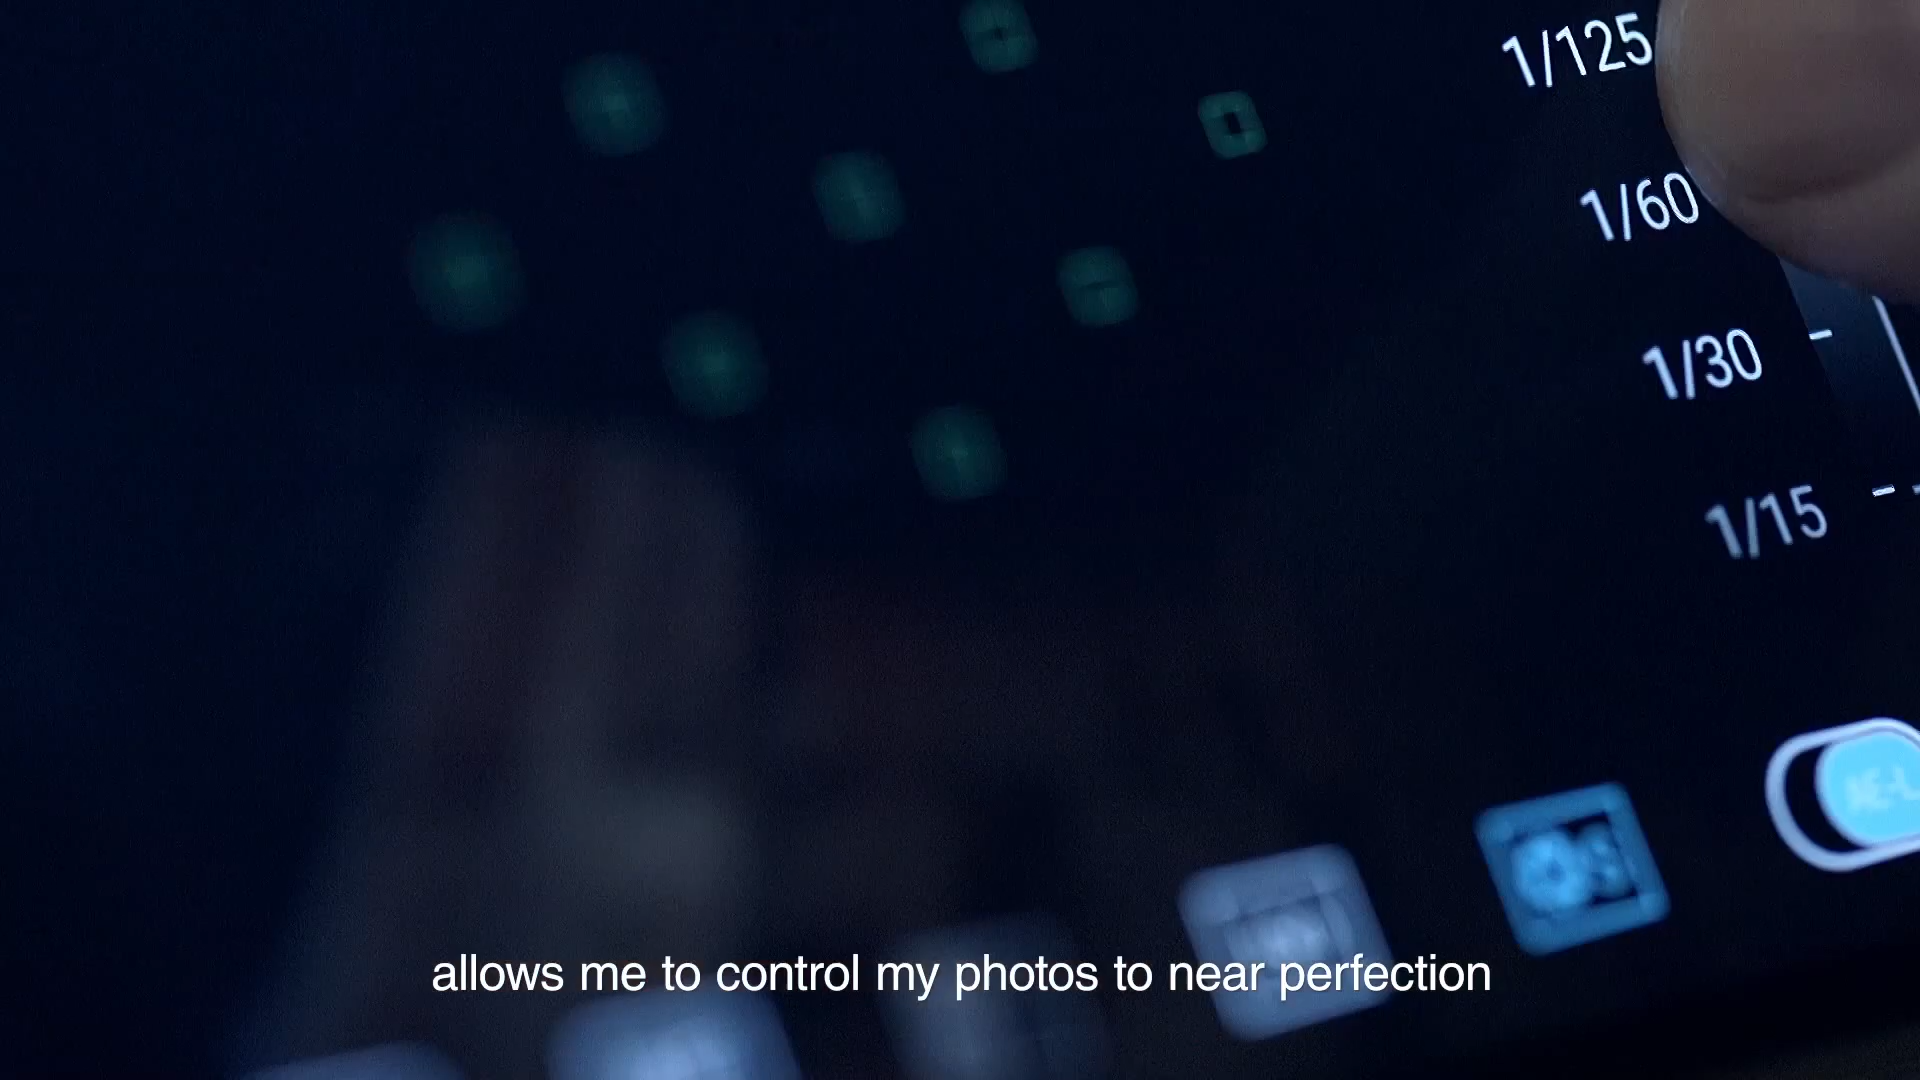 1/125
1/60
1/30
1/15
allows me to control my photos to near perfection